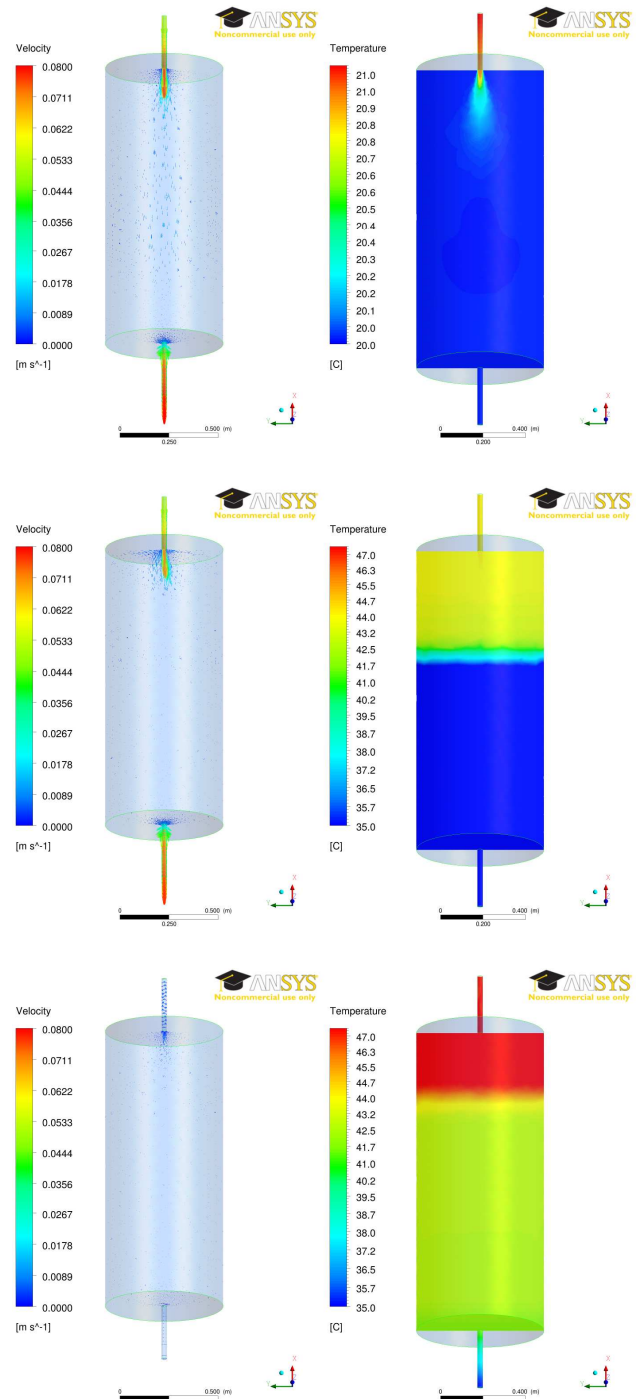 ANSYS
Noncommercial use only
Velocity
0.0800
0.0711
0.0622
0.0533
0.0444
0.0356
0.0267
0.0178
0.0089
0.0000
[m s^-1]
0 0.500 (m)
0.250
X
Y
ANSYS
Noncommercial use only
Temperature
21.0
21.0
20.9
20.8
20.8
20.7
20.6
20.6
20.5
20.4
20.4
20.3
20.2
20.2
20.1
20.0
20.0
[C]
0 0.400 (m)
0.200
X
Y
ANSYS
Noncommercial use only
Velocity
0.0800
0.0711
0.0622
0.0533
0.0444
0.0356
0.0267
0.0178
0.0089
0.0000
[m s^-1]
0 0.500 (m)
0.250
X
Y
ANSYS
Noncommercial use only
Temperature
47.0
46.3
45.5
44.7
44.0
43.2
42.5
41.7
41.0
40.2
39.5
38.7
38.0
37.2
36.5
35.7
35.0
[C]
0 0.400 (m)
0.200
X
Y
ANSYS
Noncommercial use only
Velocity
0.0800
0.0711
0.0622
0.0533
0.0444
0.0356
0.0267
0.0178
0.0089
0.0000
[m s^-1]
0 0.500 (m)
X
Y
ANSYS
Noncommercial use only
Temperature
47.0
46.3
45.5
44.7
44.0
43.2
42.5
41.7
41.0
40.2
39.5
38.7
38.0
37.2
36.5
35.7
35.0
[C]
0 0.400 (m)
X
Y